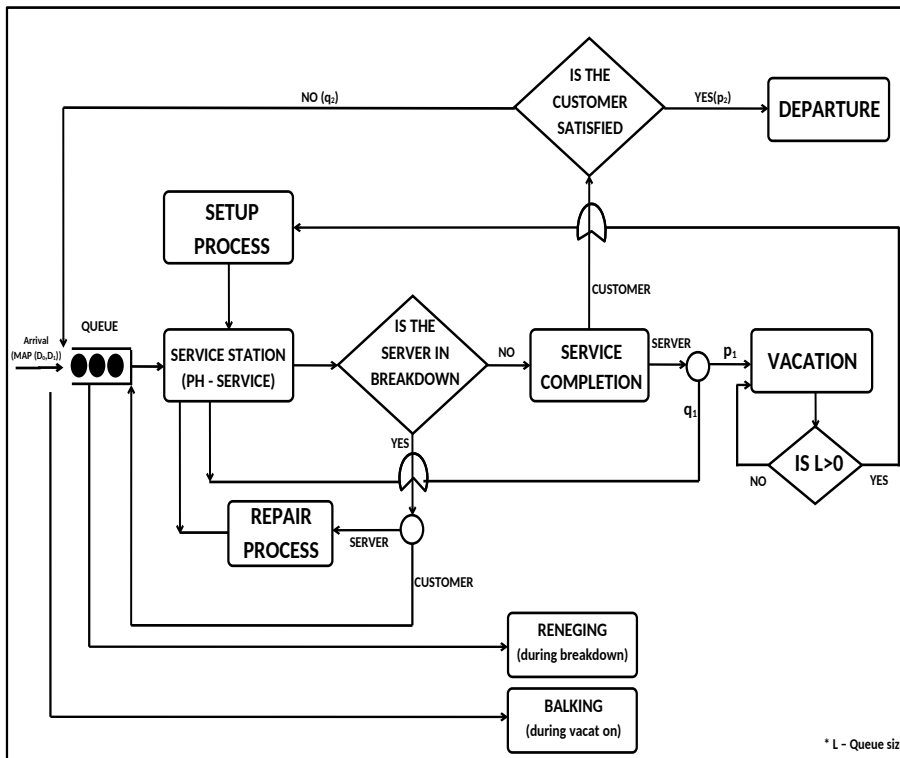 IS THE
CUSTOMER
SATISFIED
NO (q₂)
YES(p₂)
DEPARTURE
SETUP
PROCESS
CUSTOMER
Arrival
(MAP (D₀,D₁))
QUEUE
SERVICE STATION
(PH - SERVICE)
IS THE
SERVER IN
BREAKDOWN
NO
SERVICE
COMPLETION
SERVER
p₁
VACATION
q₁
YES
IS L>0
NO
YES
REPAIR
PROCESS
SERVER
CUSTOMER
RENEGING
(during breakdown)
BALKING
(during vacat on)
* L – Queue siz